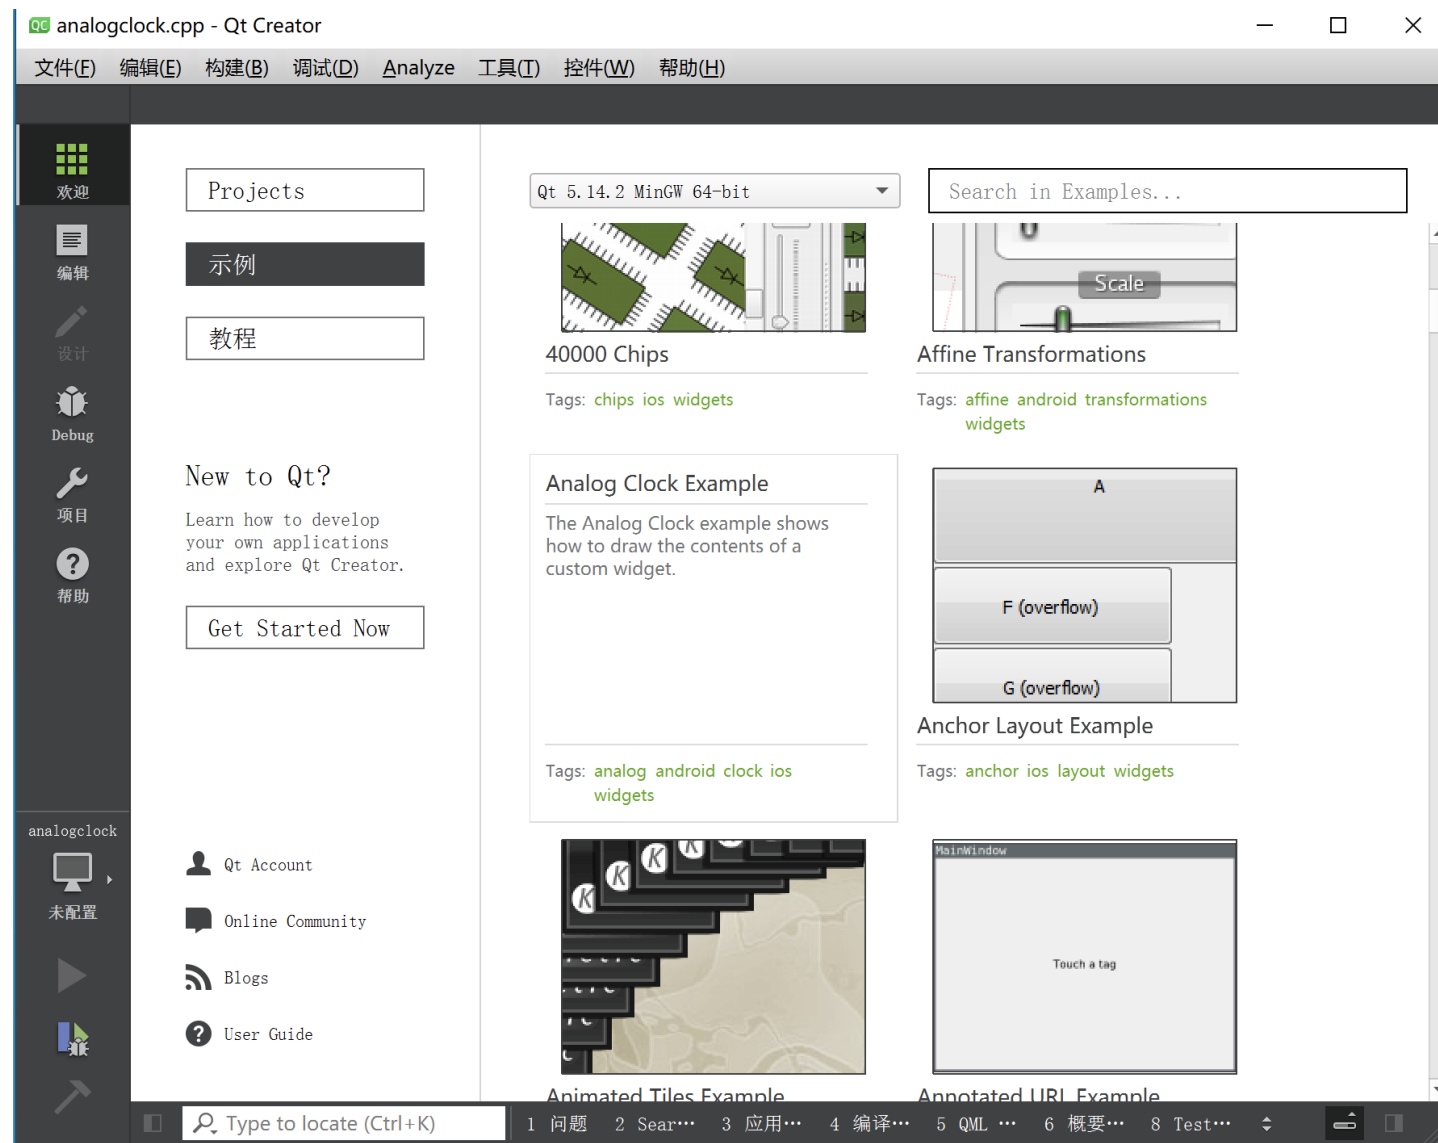 analogclock.cpp - Qt Creator
文件(F) 编辑(E) 构建(B) 调试(D) Analyze 工具(T) 控件(W) 帮助(H)
欢迎
编辑
设计
Debug
项目
帮助
analogclock
未配置
Projects
示例
教程
New to Qt?
Learn how to develop
your own applications
and explore Qt Creator.
Get Started Now
Qt Account
Online Community
Blogs
User Guide
Qt 5.14.2 MinGW 64-bit
Search in Examples...
40000 Chips
Tags: chips ios widgets
Scale
Affine Transformations
Tags: affine android transformations
widgets
Analog Clock Example
The Analog Clock example shows
how to draw the contents of a
custom widget.
Tags: analog android clock ios
widgets
A
F (overflow)
G (overflow)
Anchor Layout Example
Tags: anchor ios layout widgets
K K K K
Animated Tiles Example
MainWindow
Touch a tag
Annotated URL Example
Type to locate (Ctrl+K)
1 问题 2 Sear… 3 应用… 4 编译… 5 QML … 6 概要… 8 Test…